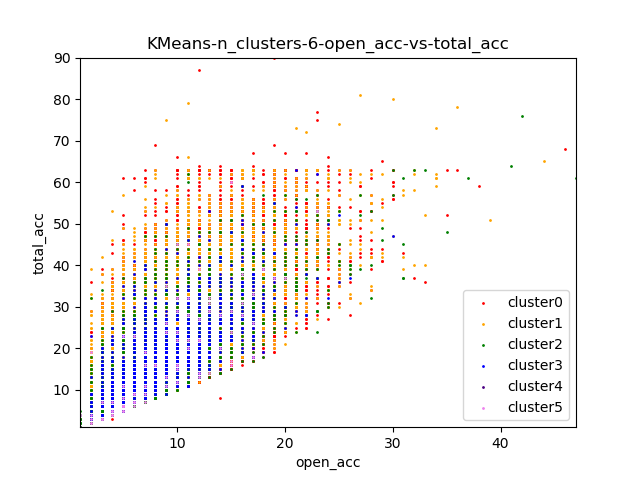 KMeans-n_clusters-6-open_acc-vs-total_acc
90
80
70
60
50
40
30
20
10
total_acc
10 20 30 40
open_acc
cluster0
cluster1
cluster2
cluster3
cluster4
cluster5